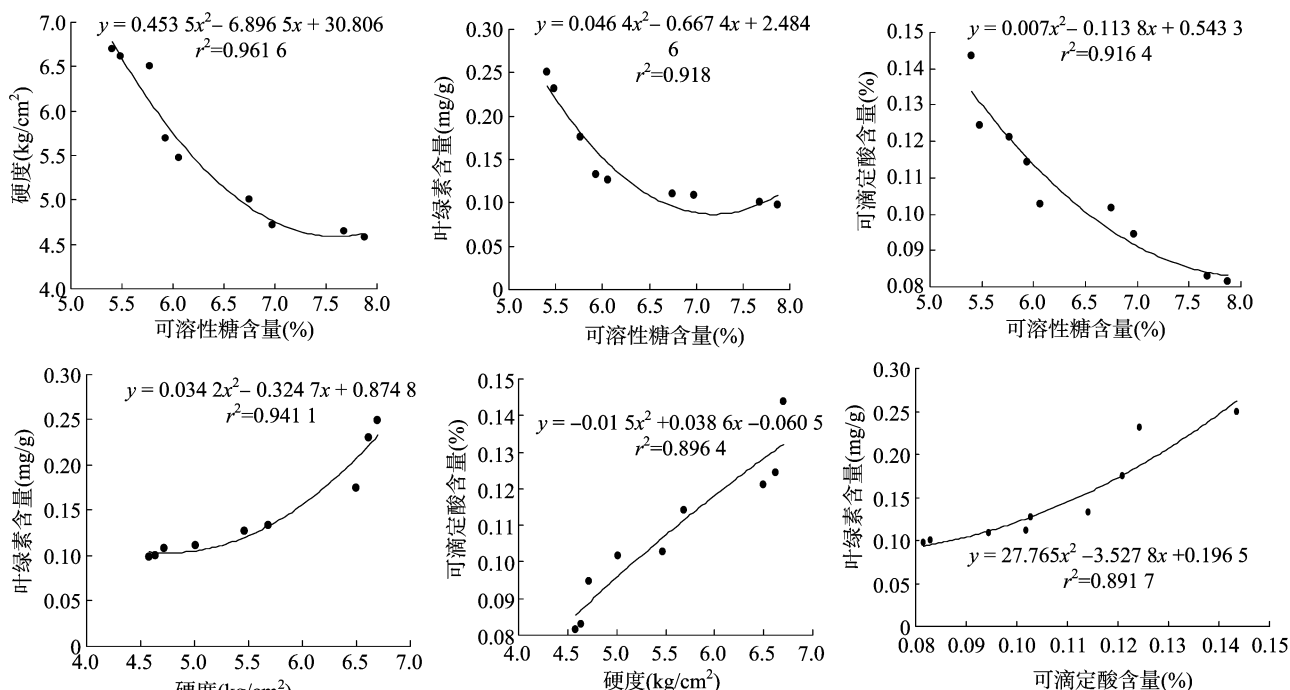 y = 0.453 5x²– 6.896 5x + 30.806
r²=0.961 6
7.0
6.5
6.0
5.5
5.0
4.5
4.0
硬度(kg/cm²)
5.0 5.5 6.0 6.5 7.0 7.5 8.0
可溶性糖含量(%)
y = 0.046 4x²– 0.667 4x + 2.484
6
r²=0.918
0.30
0.25
0.20
0.15
0.10
0.05
0
叶绿素含量(mg/g)
5.0 5.5 6.0 6.5 7.0 7.5 8.0
可溶性糖含量(%)
y = 0.007x²– 0.113 8x + 0.543 3
r²=0.916 4
0.15
0.14
0.13
0.12
0.11
0.10
0.09
0.08
可滴定酸含量(%)
5.0 5.5 6.0 6.5 7.0 7.5 8.0
可溶性糖含量(%)
y = 0.034 2x²– 0.324 7x + 0.874 8
r²=0.941 1
0.30
0.25
0.20
0.15
0.10
0.05
0
叶绿素含量(mg/g)
4.0 4.5 5.0 5.5 6.0 6.5 7.0
硬度(kg/cm²)
y = –0.01 5x² +0.038 6x –0.060 5
r²=0.896 4
0.15
0.14
0.13
0.12
0.11
0.10
0.09
0.08
可滴定酸含量(%)
4.0 4.5 5.0 5.5 6.0 6.5 7.0
硬度(kg/cm²)
0.30
0.25
0.20
0.15
0.10
0.05
0
叶绿素含量(mg/g)
y = 27.765x² –3.527 8x +0.196 5
r²=0.891 7
0.08 0.09 0.10 0.11 0.12 0.13 0.14 0.15
可滴定酸含量(%)